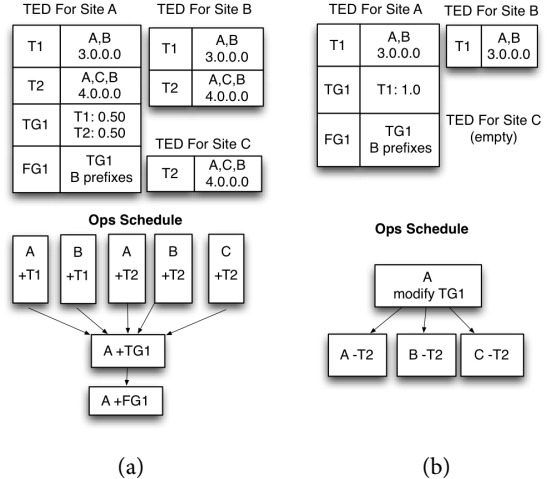 TED For Site A
T1
A,B
3.0.0.0
T2
A,C,B
4.0.0.0
TG1
T1: 0.50
T2: 0.50
FG1
TG1
B prefixes
TED For Site B
T1
A,B
3.0.0.0
T2
A,C,B
4.0.0.0
TED For Site C
T2
A,C,B
4.0.0.0
Ops Schedule
A
+T1
B
+T1
A
+T2
B
+T2
C
+T2
A +TG1
A +FG1
(a)
TED For Site A
T1
A,B
3.0.0.0
TG1
T1: 1.0
FG1
TG1
B prefixes
TED For Site B
T1
A,B
3.0.0.0
TED For Site C
(empty)
Ops Schedule
A
modify TG1
A -T2
B -T2
C -T2
(b)